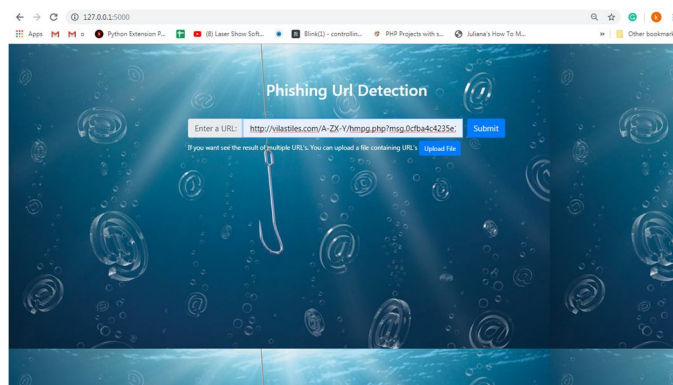 127.0.0.1:5000
Apps M M o Python Extension P... (8) Laser Show Soft... Blink(1) - controllin... PHP Projects with s... Juliana's How To M... » Other bookmark
Phishing Url Detection
Enter a URL: http://vilastiles.com/A-ZX-Y/hmpg.php?msg.0cfba4c4235e Submit
If you want see the result of multiple URL's. You can upload a file containing URL's Upload File